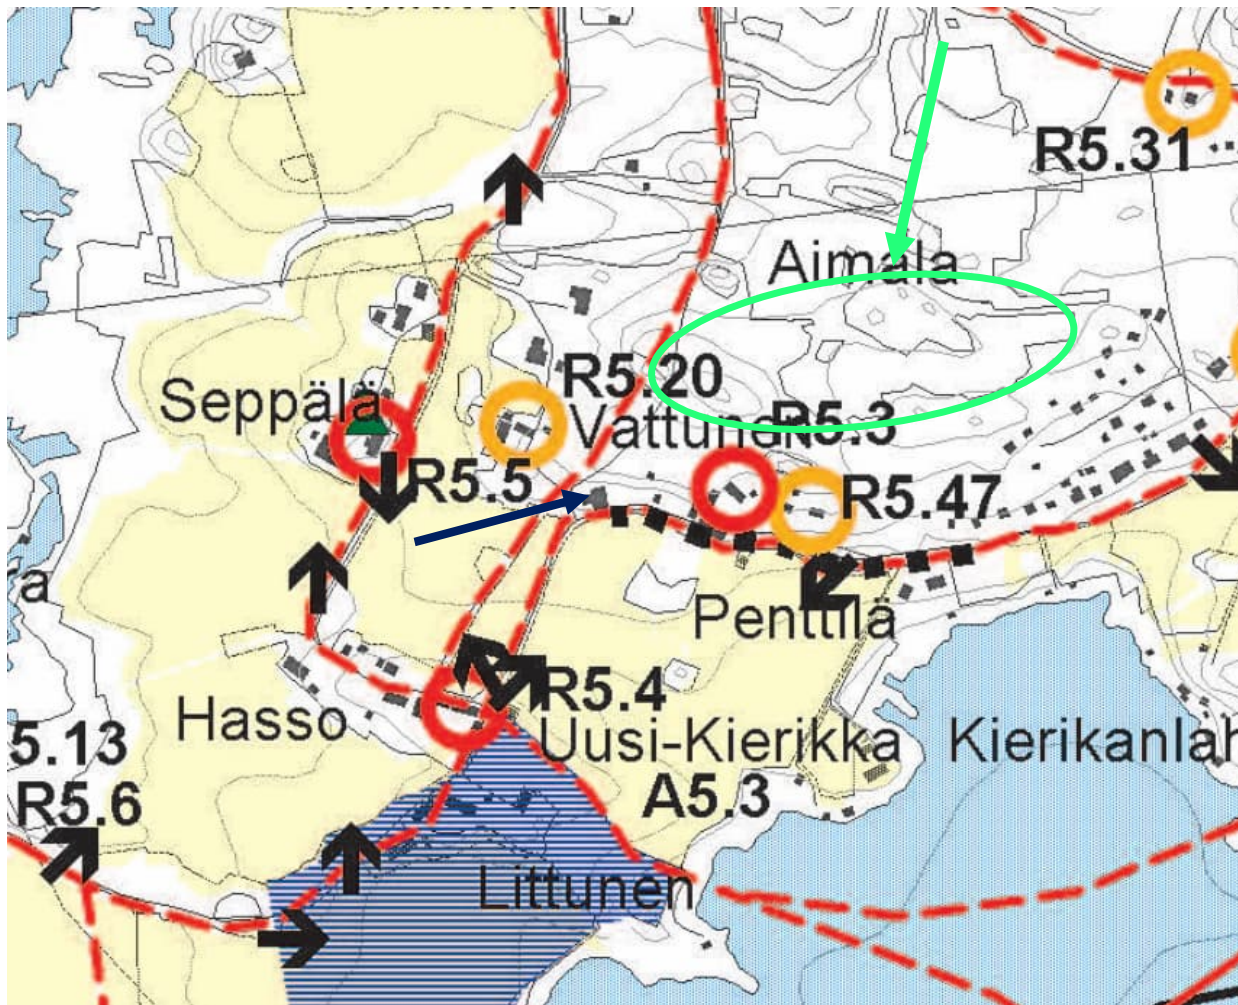 R5.31
Aimala
R5.20
Seppälä
Vattunen
R5.3
R5.5
R5.47
Penttilä
R5.4
Hasso
Uusi-Kierikka
Kierikanlah
5.13
R5.6
A5.3
Littunen